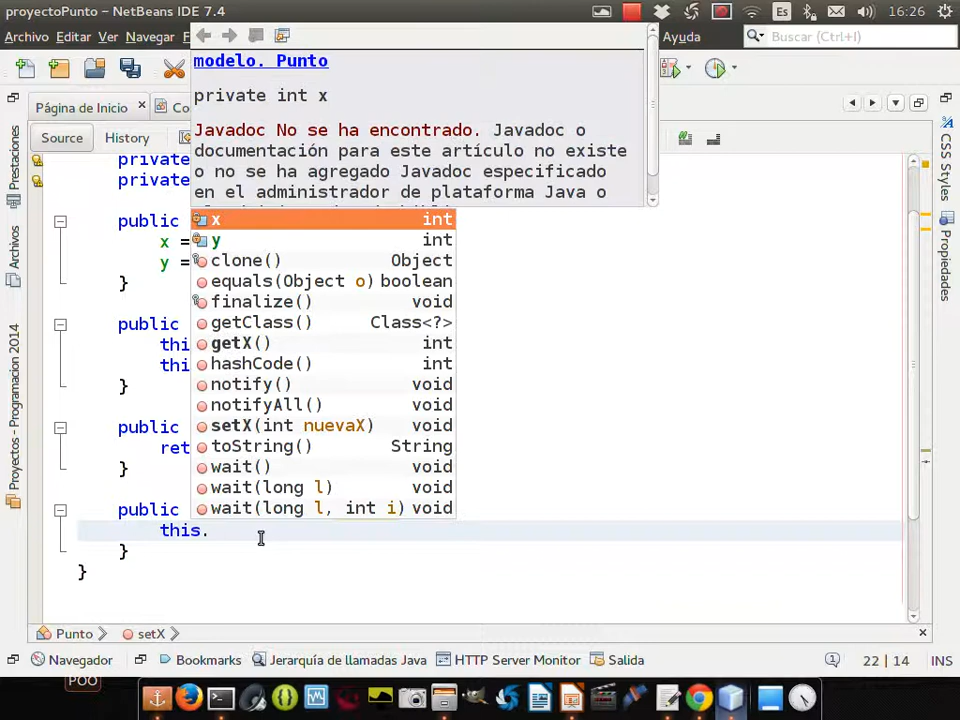 proyectoPunto - NetBeans IDE 7.4
Es
16:26
Archivo Editar Ver Navegar
Ayuda
Buscar (Ctrl+I)
Página de Inicio
Source
History
modelo. Punto
private int x
Javadoc No se ha encontrado. Javadoc o
documentación para este artículo no existe
o no se ha agregado Javadoc especificado
en el administrador de plataforma Java o
private
private
public
x =
y =
}
public
}
public
}
public
this.
}
}
x int
y int
clone() Object
equals(Object o) boolean
finalize() void
getClass() Class<?>
getX() int
hashCode() int
notify() void
notifyAll() void
setX(int nuevaX) void
toString() String
wait() void
wait(long l) void
wait(long l, int i) void
Prestaciones
Archivos
Proyectos - Programacion 2014
CSS Styles
Propiedades
Punto
setX
Navegador
Bookmarks
Jerarquía de llamadas Java
HTTP Server Monitor
Salida
22 | 14
INS
POO